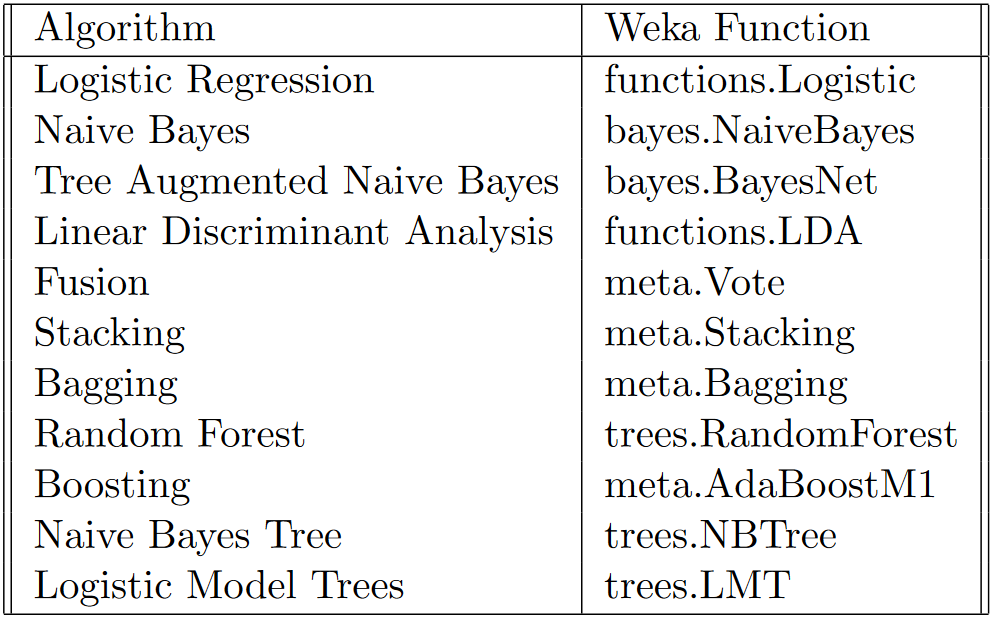 Algorithm Weka Function
Logistic Regression functions.Logistic
Naive Bayes bayes.NaiveBayes
Tree Augmented Naive Bayes bayes.BayesNet
Linear Discriminant Analysis functions.LDA
Fusion meta.Vote
Stacking meta.Stacking
Bagging meta.Bagging
Random Forest trees.RandomForest
Boosting meta.AdaBoostM1
Naive Bayes Tree trees.NBTree
Logistic Model Trees trees.LMT